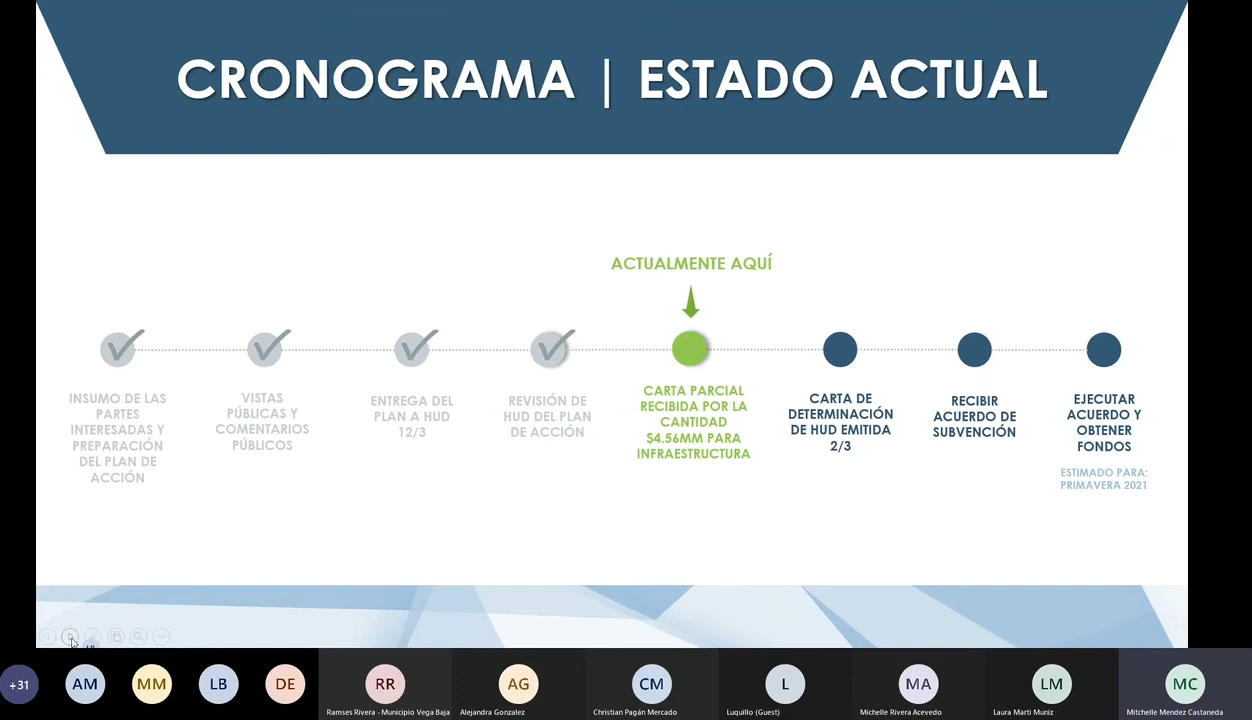 CRONOGRAMA | ESTADO ACTUAL
ACTUALMENTE AQUÍ
INSUMO DE LAS
PARTES
INTERESADAS Y
PREPARACIÓN
DEL PLAN DE
ACCIÓN
VISTAS
PÚBLICAS Y
COMENTARIOS
PÚBLICOS
ENTREGA DEL
PLAN A HUD
12/3
REVISIÓN DE
HUD DEL PLAN
DE ACCIÓN
CARTA PARCIAL
RECIBIDA POR LA
CANTIDAD
$4.56MM PARA
INFRAESTRUCTURA
CARTA DE
DETERMINACIÓN
DE HUD EMITIDA
2/3
RECIBIR
ACUERDO DE
SUBVENCIÓN
EJECUTAR
ACUERDO Y
OBTENER
FONDOS
ESTIMADO PARA:
PRIMAVERA 2021
+31
AM
MM
LB
DE
RR
Ramses Rivera - Municipio Vega Baja
AG
Alejandra Gonzalez
CM
Christian Pagán Mercado
L
Luquillo (Guest)
MA
Michelle Rivera Acevedo
LM
Laura Marti Muniz
MC
Mitchelle Mendez Castaneda